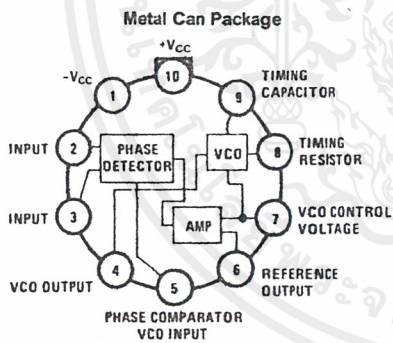 Metal Can Package
+VCC
-VCC
10
TIMING
CAPACITOR
1
9
INPUT
2
PHASE
DETECTOR
VCO
8
TIMING
RESISTOR
INPUT
3
AMP
7
VCO CONTROL
VOLTAGE
VCO OUTPUT
4
5
6
REFERENCE
OUTPUT
PHASE COMPARATOR
VCO INPUT